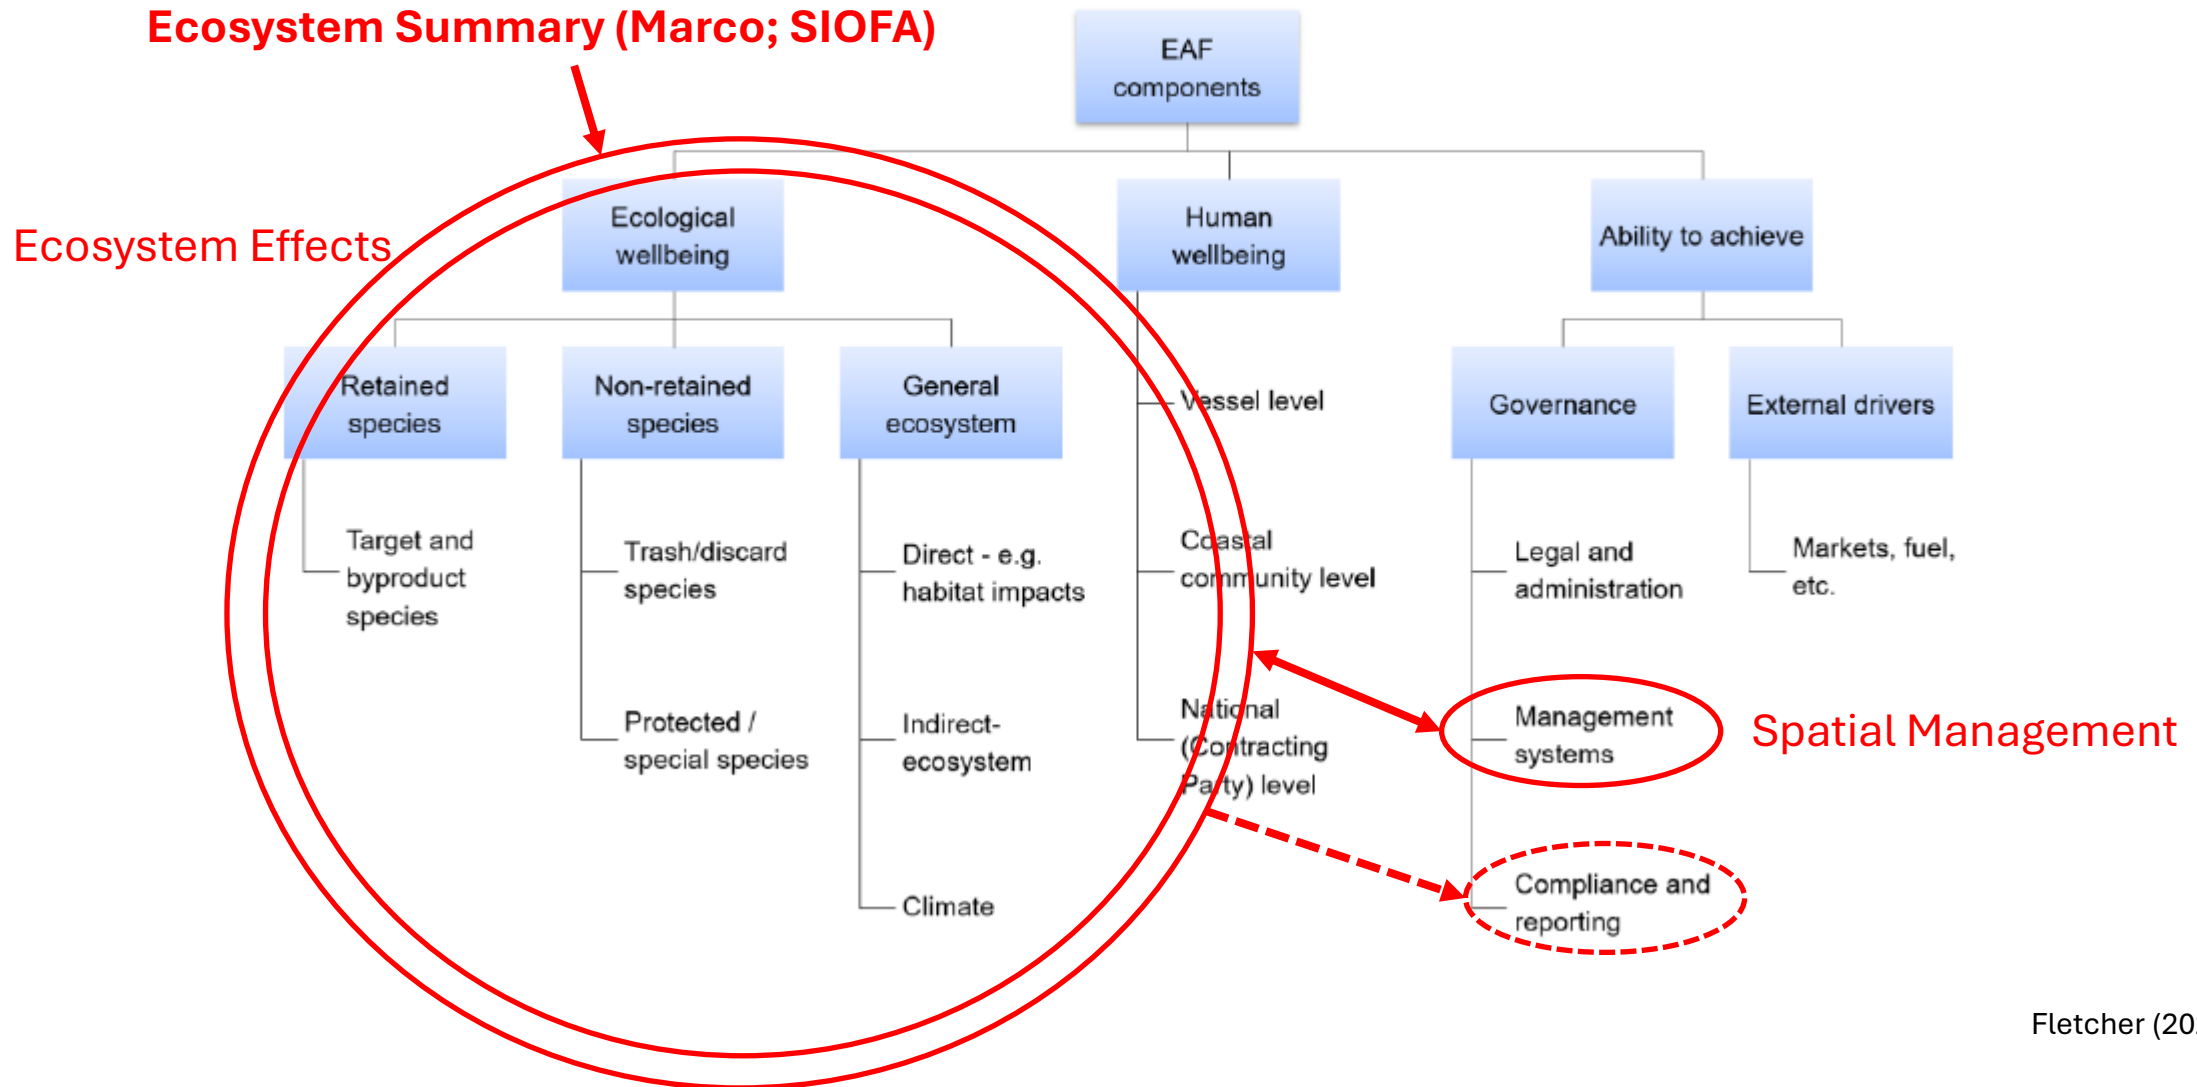 Ecosystem Summary (Marco; SIOFA)
EAF
components
Ecosystem Effects
Ecological
wellbeing
Human
wellbeing
Ability to achieve
Retained
species
Non-retained
species
General
ecosystem
Vessel level
Governance
External drivers
Target and
byproduct
species
Trash/discard
species
Direct - e.g.
habitat impacts
Coastal
community level
Legal and
administration
Markets, fuel,
etc.
Protected /
special species
Indirect-
ecosystem
National
(Contracting
Party) level
Management
systems
Spatial Management
Climate
Compliance and
reporting
Fletcher